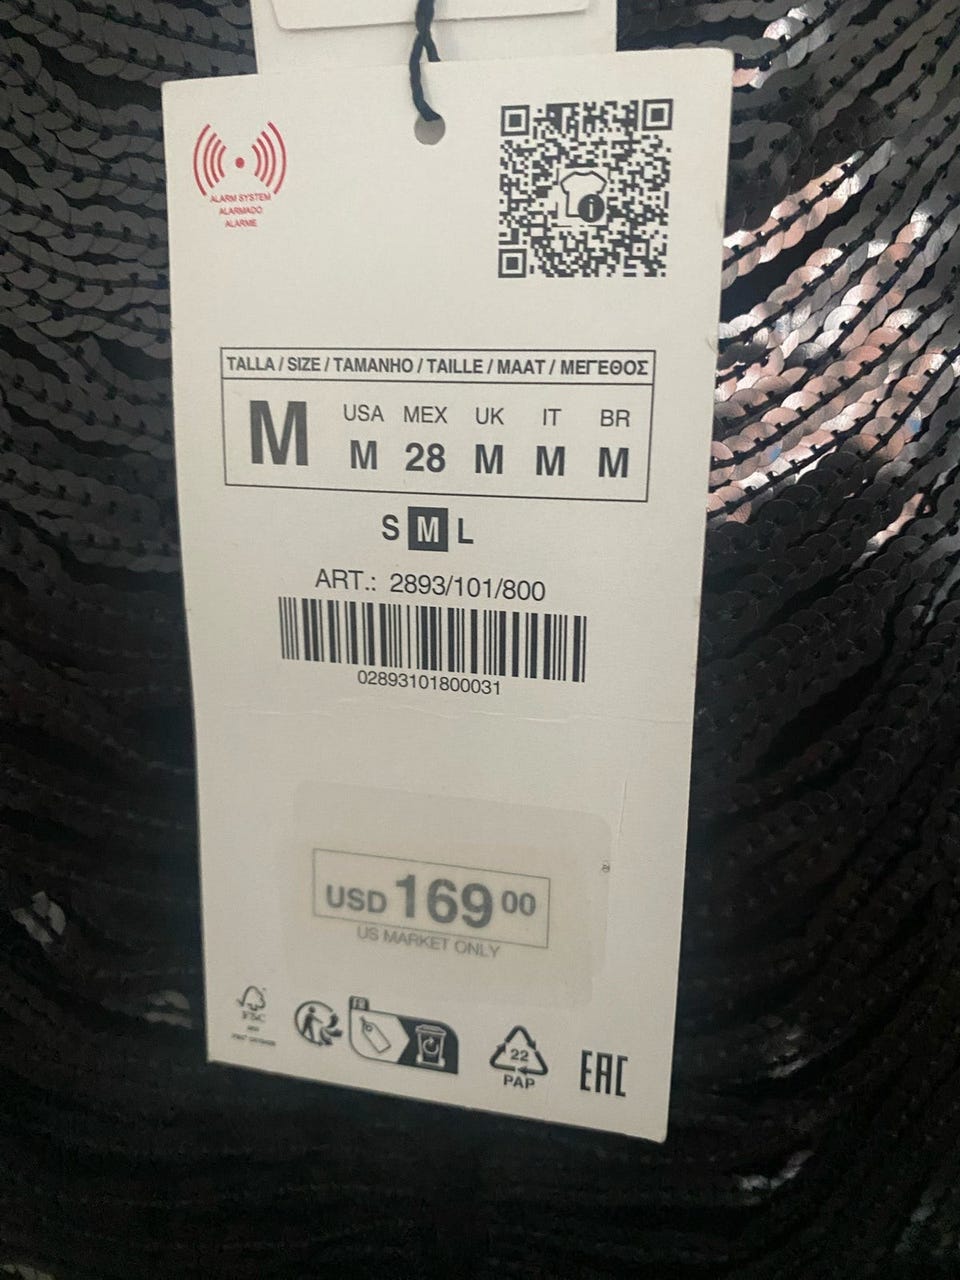 ALARM SYSTEM
ALARMADO
ALARME
TALLA / SIZE / TAMANHO / TAILLE / MAAT / ΜΕΓΕΘΟΣ
M
USA MEX UK IT BR
M 28 M M M
S M L
ART.: 2893/101/800
02893101800031
USD 169 00
US MARKET ONLY
FSC
FR
22
PAP
EAC